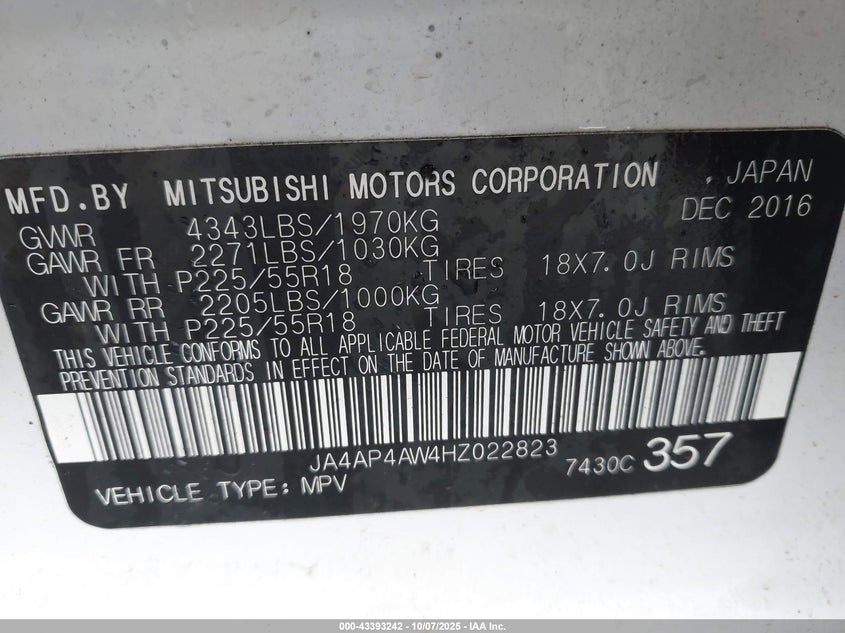 MFD.BY MITSUBISHI MOTORS CORPORATION , JAPAN
DEC 2016
GVWR 4343LBS/1970KG
GAWR FR 2271LBS/1030KG
WITH P225/55R18 TIRES 18X7.0J RIMS
GAWR RR 2205LBS/1000KG
WITH P225/55R18 TIRES 18X7.0J RIMS
THIS VEHICLE CONFORMS TO ALL APPLICABLE FEDERAL MOTOR VEHICLE SAFETY AND THEFT
PREVENTION STANDARDS IN EFFECT ON THE DATE OF MANUFACTURE SHOWN ABOVE.
JA4AP4AW4HZ022823
7430C 357
VEHICLE TYPE: MPV
000-43393242 - 10/07/2025 - IAA Inc.